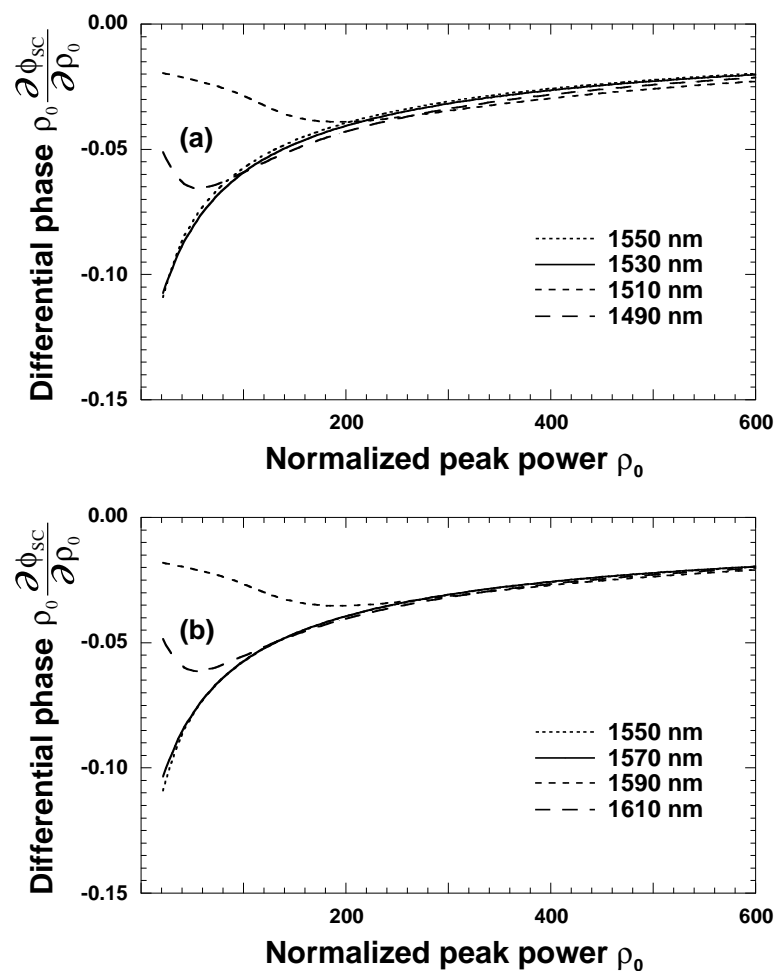 0.00
-0.05
-0.10
-0.15
Differential phase ρ₀ ∂ϕ_SC/∂ρ₀
(a)
1550 nm
1530 nm
1510 nm
1490 nm
200
400
600
Normalized peak power ρ₀
0.00
-0.05
-0.10
-0.15
Differential phase ρ₀ ∂ϕ_SC/∂ρ₀
(b)
1550 nm
1570 nm
1590 nm
1610 nm
200
400
600
Normalized peak power ρ₀